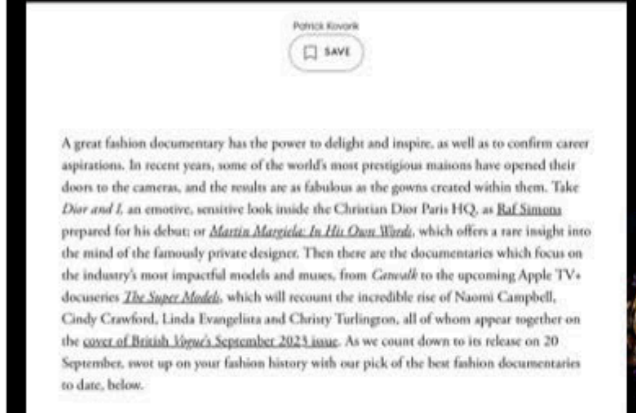 Patrick Kovarik
SAVE
A great fashion documentary has the power to delight and inspire, as well as to confirm career
aspirations. In recent years, some of the world's most prestigious maisons have opened their
doors to the cameras, and the results are as fabulous as the gowns created within them. Take
Dior and I, an emotive, sensitive look inside the Christian Dior Paris HQ, as Raf Simons
prepared for his debut; or Martin Margiela: In His Own Words, which offers a rare insight into
the mind of the famously private designer. Then there are the documentaries which focus on
the industry's most impactful models and muses, from Catwalk to the upcoming Apple TV+
docuseries The Super Models, which will recount the incredible rise of Naomi Campbell,
Cindy Crawford, Linda Evangelista and Christy Turlington, all of whom appear together on
the cover of British Vogue's September 2023 issue. As we count down to its release on 20
September, swot up on your fashion history with our pick of the best fashion documentaries
to date, below.